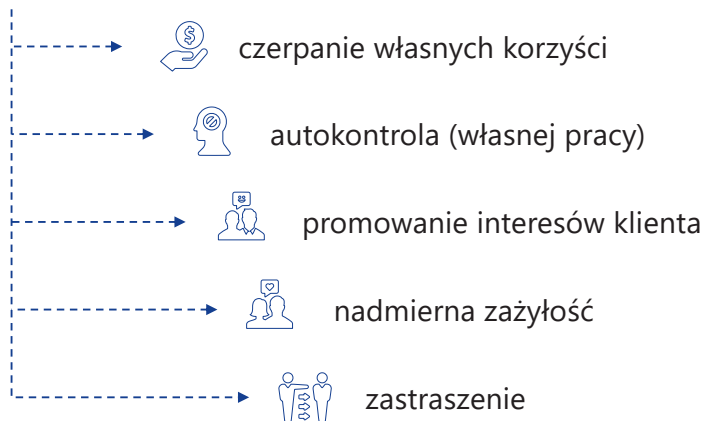 czerpanie własnych korzyści
autokontrola (własnej pracy)
promowanie interesów klienta
nadmierna zażyłość
zastraszenie